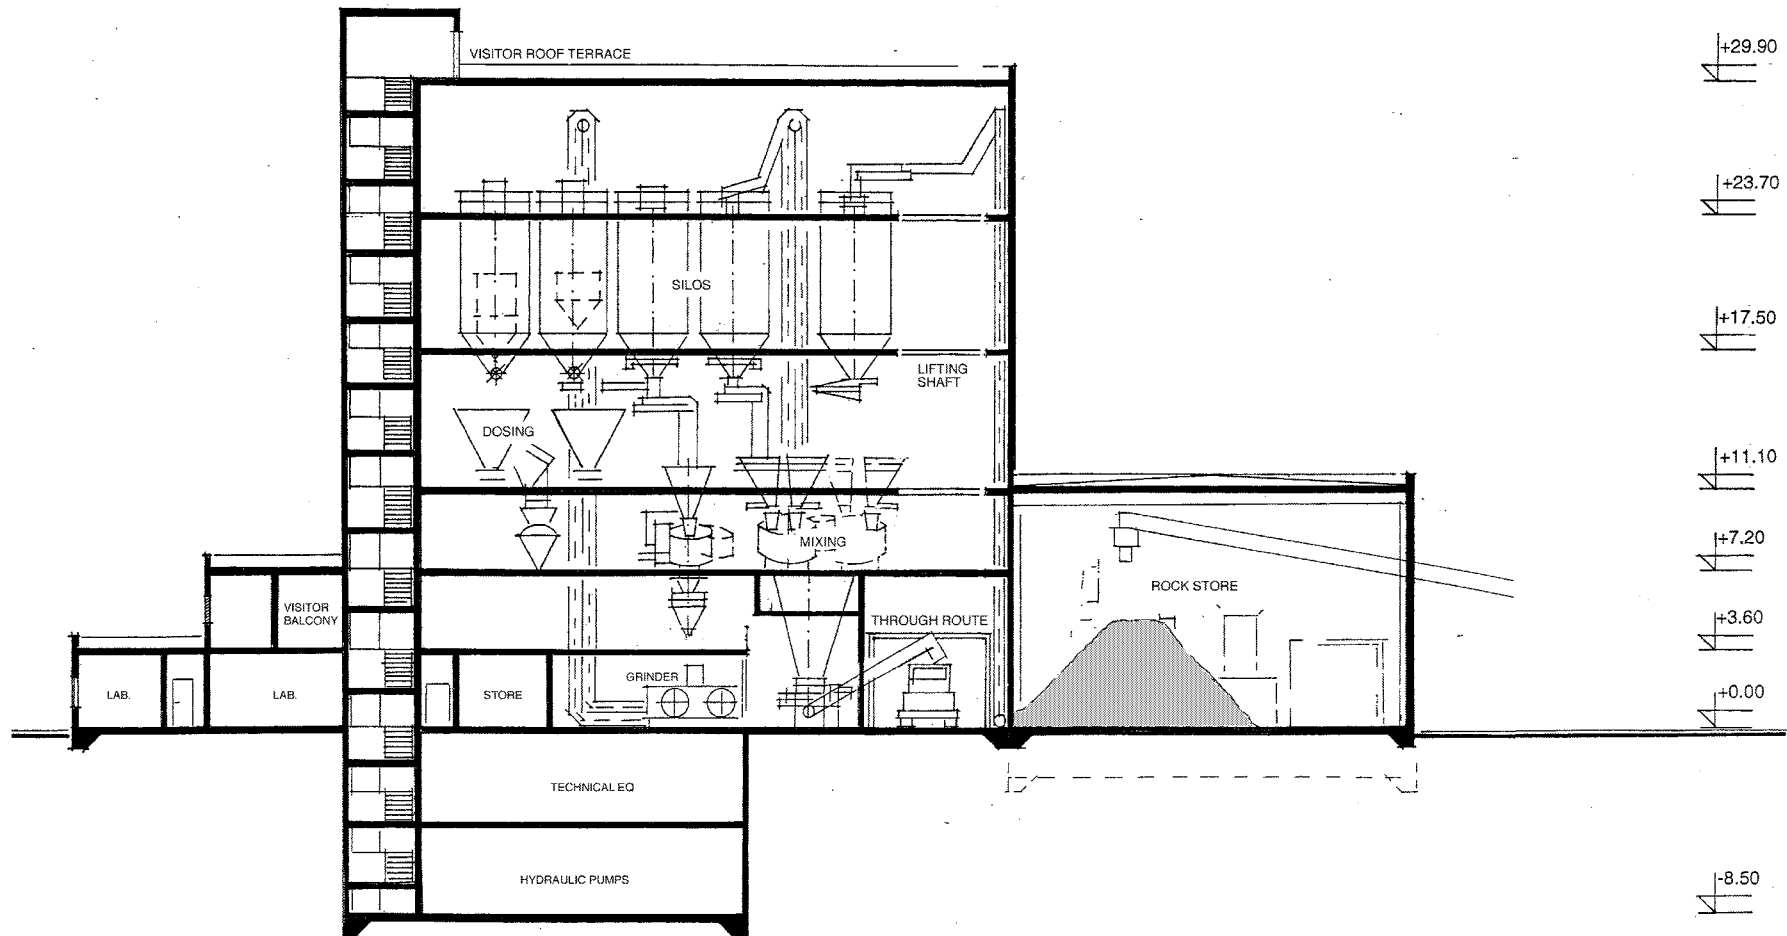 VISITOR ROOF TERRACE
+29.90
+23.70
SILOS
+17.50
LIFTING
SHAFT
DOSING
+11.10
MIXING
+7.20
ROCK STORE
VISITOR
BALCONY
THROUGH ROUTE
+3.60
GRINDER
LAB.
LAB.
STORE
+0.00
TECHNICAL EQ
HYDRAULIC PUMPS
-8.50